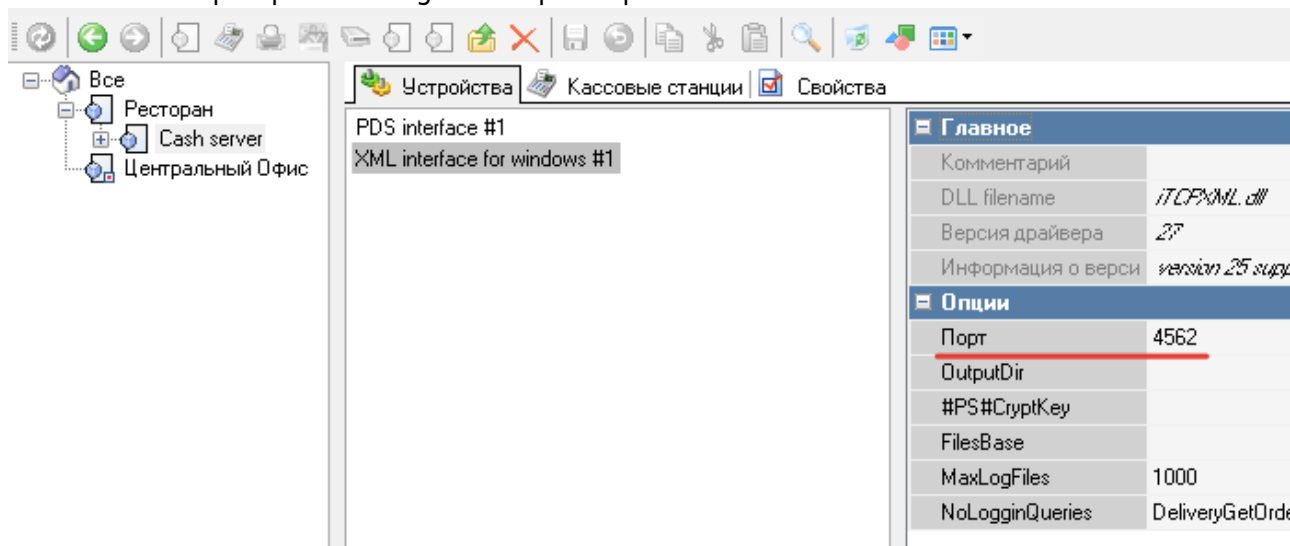 Все
Ресторан
Cash server
Центральный Офис
Устройства Кассовые станции Свойства
PDS interface #1
XML interface for windows #1
Главное
Комментарий
DLL filename iTCPXML.dll
Версия драйвера 27
Информация о верси version 25 supp
Опции
Порт 4562
OutputDir
#PS#CryptKey
FilesBase
MaxLogFiles 1000
NoLogginQueries DeliveryGetOrde